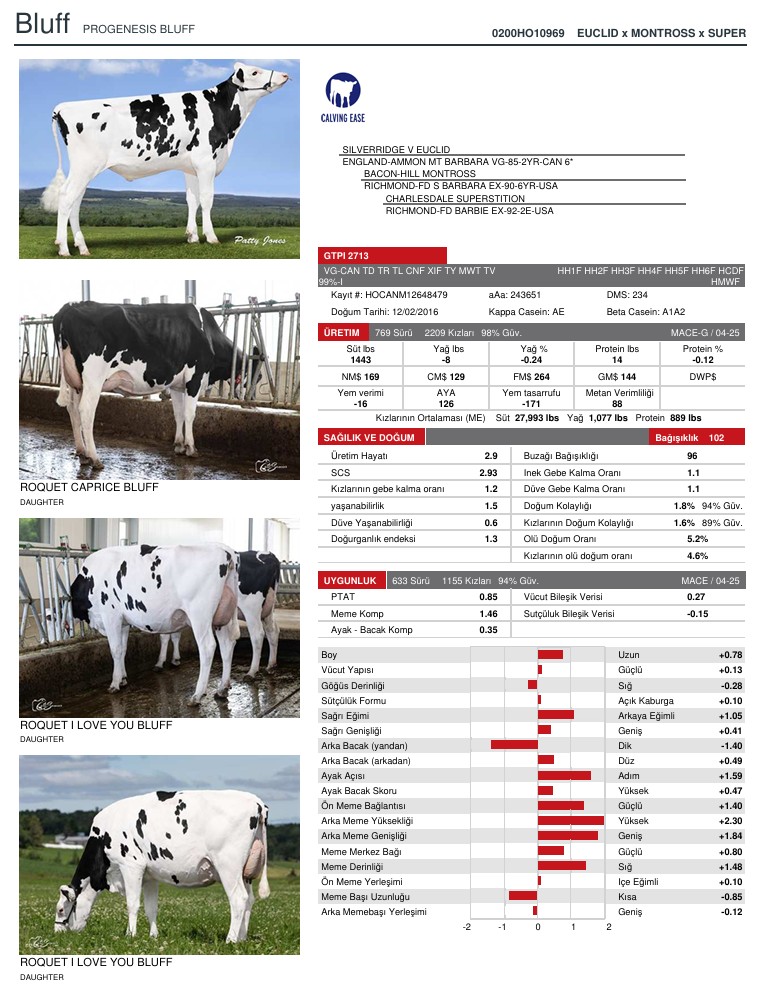 Bluff PROGENESIS BLUFF
0200HO10969 EUCLID x MONTROSS x SUPER
Patty Jones
CALVING EASE
SILVERRIDGE V EUCLID
ENGLAND-AMMON MT BARBARA VG-85-2YR-CAN 6*
BACON-HILL MONTROSS
RICHMOND-FD S BARBARA EX-90-6YR-USA
CHARLESDALE SUPERSTITION
RICHMOND-FD BARBIE EX-92-2E-USA
GTPI 2713
VG-CAN TD TR TL CNF XIF TY MWT TV HH1F HH2F HH3F HH4F HH5F HH6F HCDF
99%-I HMWF
Kayıt #: HOCANM12648479 aAa: 243651 DMS: 234
Doğum Tarihi: 12/02/2016 Kappa Casein: AE Beta Casein: A1A2
ÜRETIM 769 Sürü 2209 Kızları 98% Güv. MACE-G / 04-25
Süt lbs Yağ lbs Yağ % Protein lbs Protein %
1443 -8 -0.24 14 -0.12
NM$ 169 CM$ 129 FM$ 264 GM$ 144 DWP$
Yem verimi AYA Yem tasarrufu Metan Verimliliği
-16 126 -171 88
Kızlarının Ortalaması (ME) Süt 27,993 lbs Yağ 1,077 lbs Protein 889 lbs
SAĞILIK VE DOĞUM Bağışıklık 102
Üretim Hayatı 2.9 Buzağı Bağışıklığı 96
SCS 2.93 Inek Gebe Kalma Oranı 1.1
Kızlarının gebe kalma oranı 1.2 Düve Gebe Kalma Oranı 1.1
yaşanabilirlik 1.5 Doğum Kolaylığı 1.8% 94% Güv.
Düve Yaşanabilirliği 0.6 Kızlarının Doğum Kolaylığı 1.6% 89% Güv.
Doğurganlık endeksi 1.3 Olü Doğum Oranı 5.2%
Kızlarının olü doğum oranı 4.6%
UYGUNLUK 633 Sürü 1155 Kızları 94% Güv. MACE / 04-25
PTAT 0.85 Vücut Bileşik Verisi 0.27
Meme Komp 1.46 Sutçüluk Bileşik Verisi -0.15
Ayak - Bacak Komp 0.35
Boy Uzun +0.78
Vücut Yapısı Güçlü +0.13
Göğüs Derinliği Sığ -0.28
Sütçülük Formu Açık Kaburga +0.10
Sağrı Eğimi Arkaya Eğimli +1.05
Sağrı Genişliği Geniş +0.41
Arka Bacak (yandan) Dik -1.40
Arka Bacak (arkadan) Düz +0.49
Ayak Açısı Adım +1.59
Ayak Bacak Skoru Yüksek +0.47
Ön Meme Bağlantısı Güçlü +1.40
Arka Meme Yüksekliği Yüksek +2.30
Arka Meme Genişliği Geniş +1.84
Meme Merkez Bağı Güçlü +0.80
Meme Derinliği Sığ +1.48
Ön Meme Yerleşimi Içe Eğimli +0.10
Meme Başı Uzunluğu Kısa -0.85
Arka Memebaşı Yerleşimi Geniş -0.12
-2 -1 0 1 2
ROQUET CAPRICE BLUFF
DAUGHTER
ROQUET I LOVE YOU BLUFF
DAUGHTER
ROQUET I LOVE YOU BLUFF
DAUGHTER